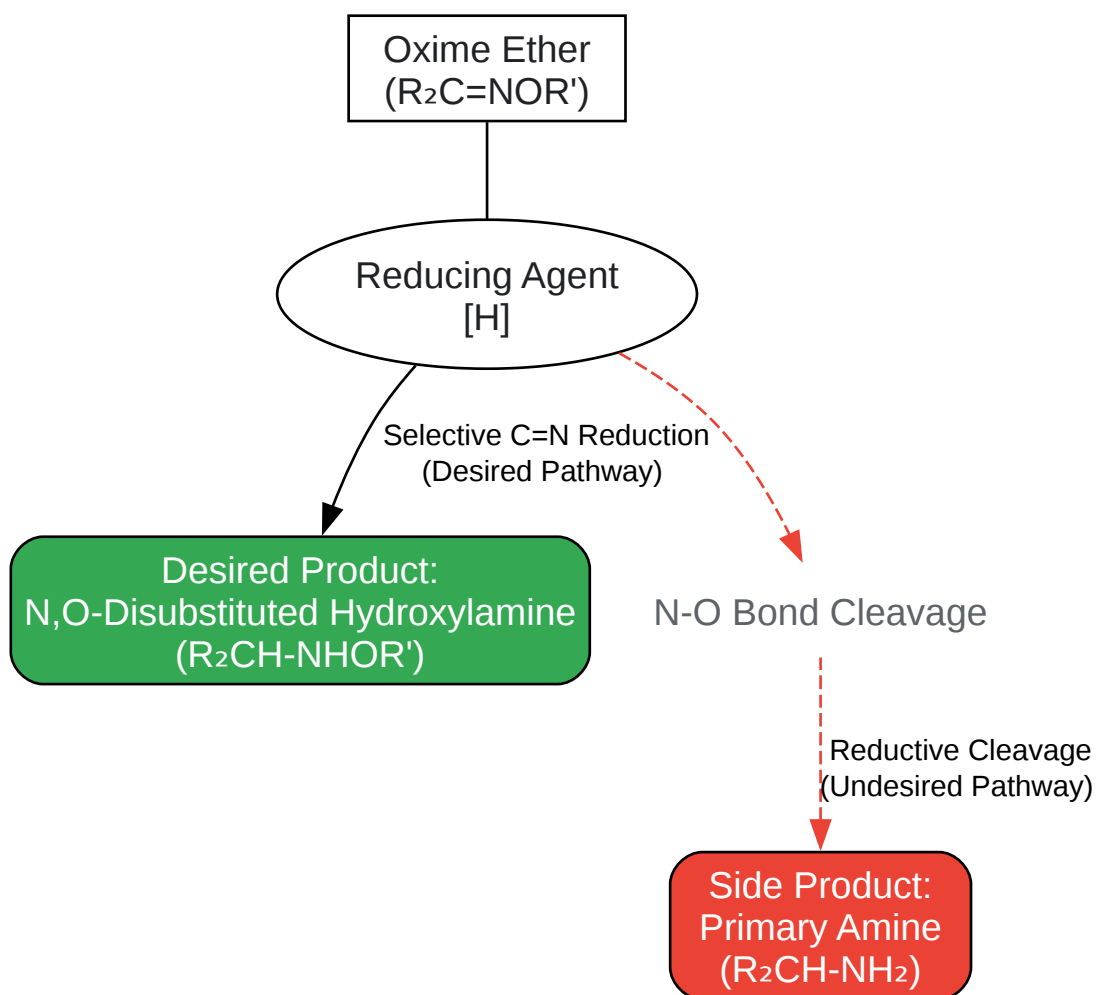 Oxime Ether
(R₂C=NOR')
Reducing Agent
[H]
Selective C=N Reduction
(Desired Pathway)
Desired Product:
N,O-Disubstituted Hydroxylamine
(R₂CH-NHOR')
N-O Bond Cleavage
Reductive Cleavage
(Undesired Pathway)
Side Product:
Primary Amine
(R₂CH-NH₂)